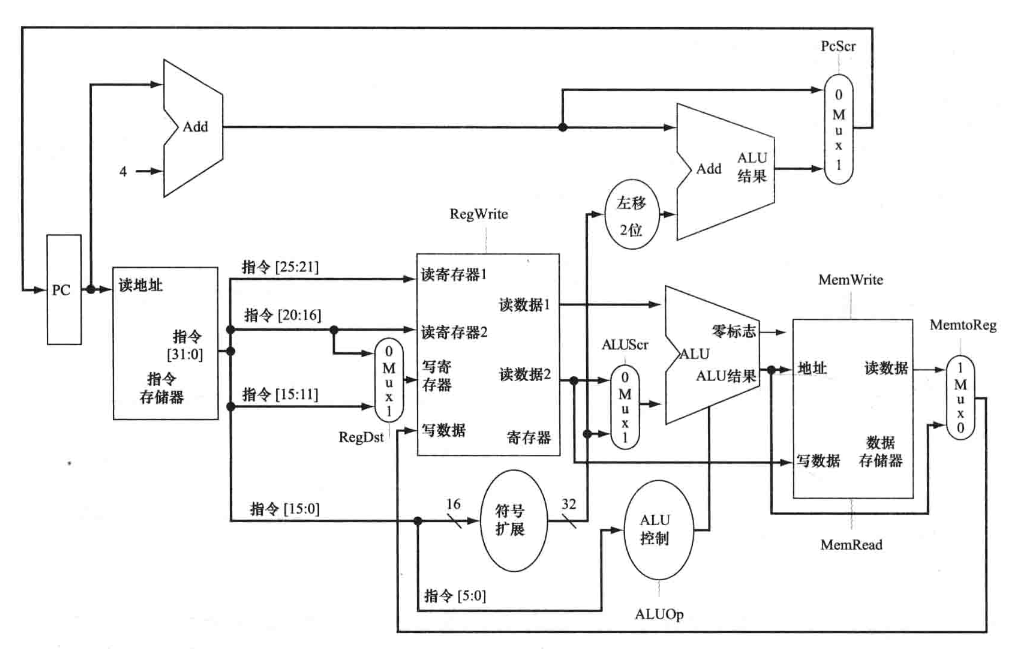 PcScr
0
M
u
x
1
Add
4
Add
ALU
结果
左移
2位
RegWrite
PC
读地址
指令
[31:0]
指令
存储器
指令 [25:21]
指令 [20:16]
指令 [15:11]
0
M
u
x
1
RegDst
读寄存器1
读寄存器2
写寄
存器
写数据
读数据1
读数据2
寄存器
ALUScr
0
M
u
x
1
零标志
ALU
ALU结果
MemWrite
地址
读数据
写数据
数据
存储器
MemRead
MemtoReg
1
M
u
x
0
指令 [15:0]
16
符号
扩展
32
ALU
控制
指令 [5:0]
ALUOp